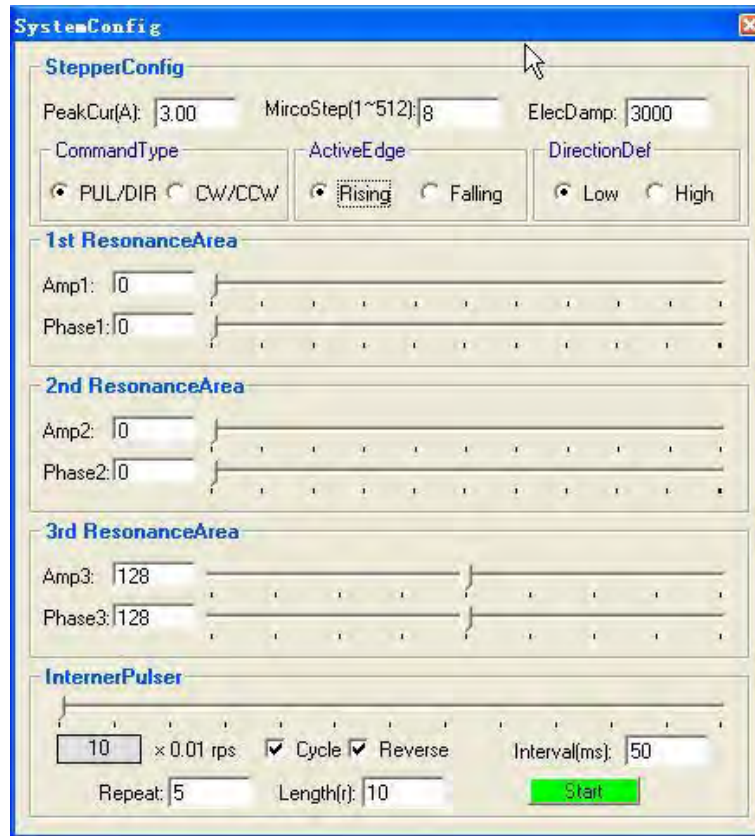 SystemConfig
StepperConfig
PeakCur(A): 3.00 MircoStep(1~512): 8 ElecDamp: 3000
CommandType ActiveEdge DirectionDef
PUL/DIR CW/CCW Rising Falling Low High
1st ResonanceArea
Amp1: 0
Phase1: 0
2nd ResonanceArea
Amp2: 0
Phase2: 0
3rd ResonanceArea
Amp3: 128
Phase3: 128
InternerPulser
10 × 0.01 rps Cycle Reverse Interval(ms): 50
Repeat: 5 Length(r): 10 Start